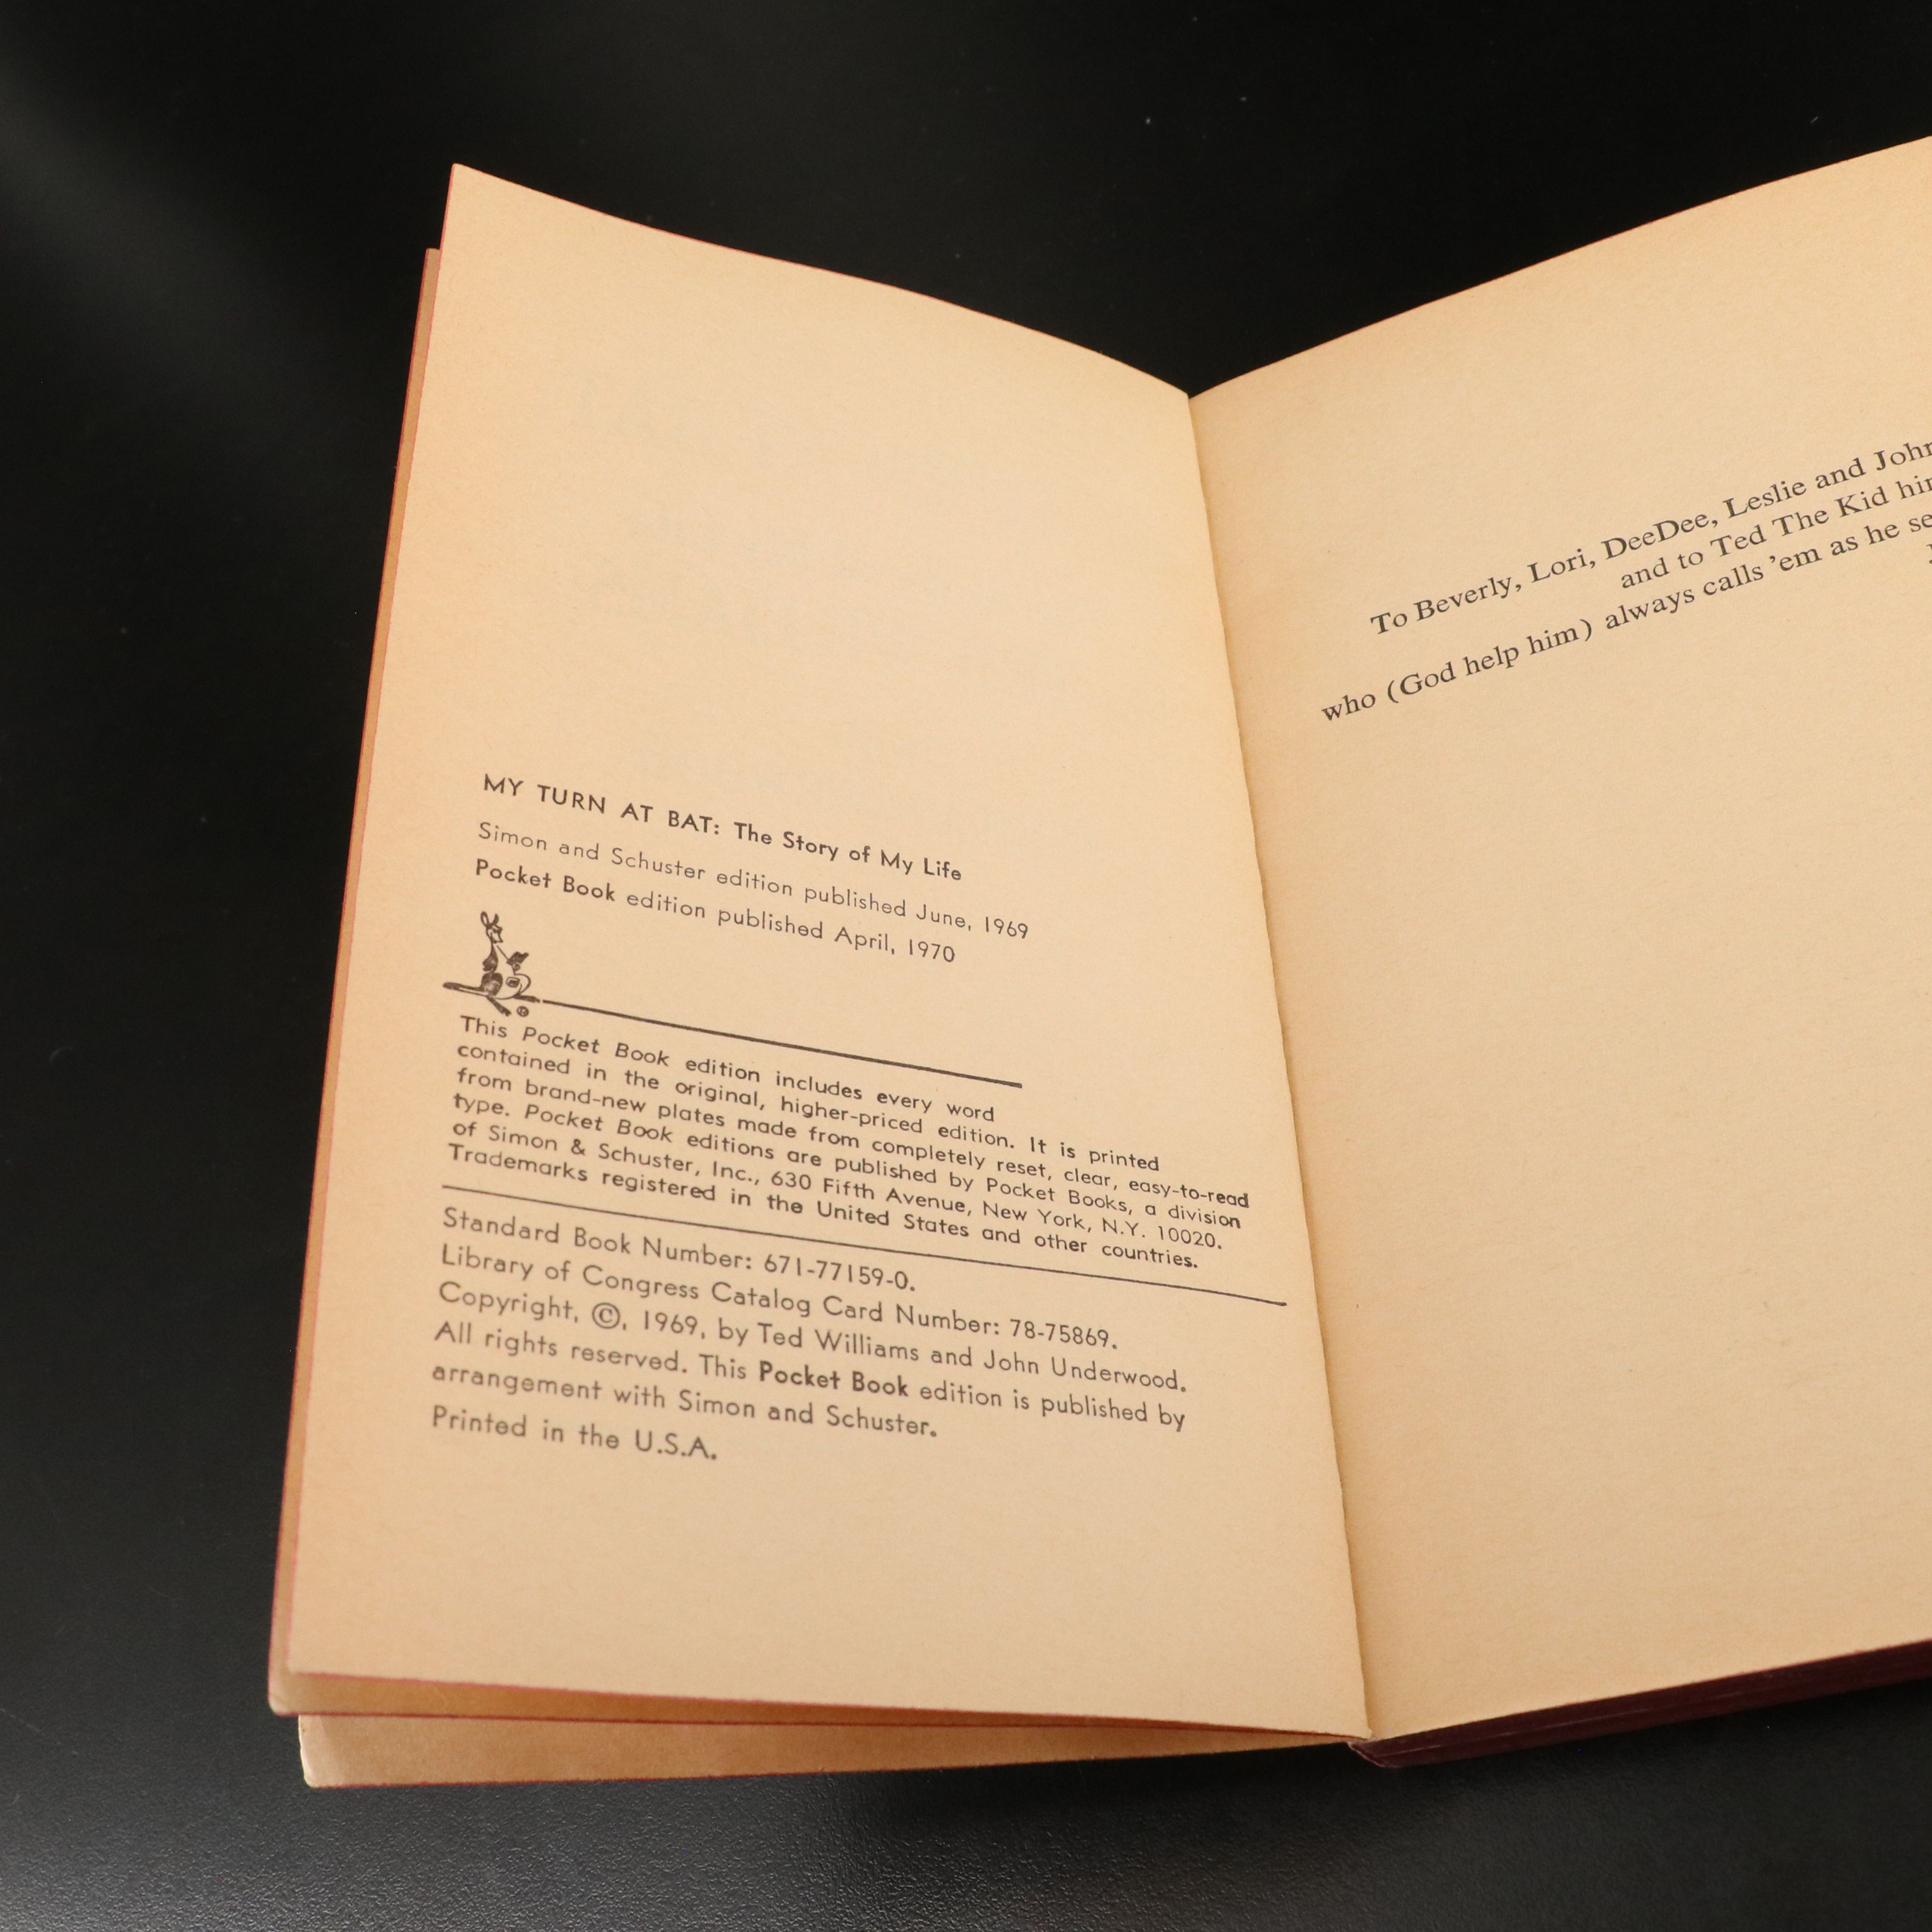 MY TURN AT BAT: The Story of My Life
Simon and Schuster edition published June, 1969
Pocket Book edition published April, 1970
This Pocket Book edition includes every word
contained in the original, higher-priced edition. It is printed
from brand-new plates made from completely reset, clear, easy-to-read
type. Pocket Book editions are published by Pocket Books, a division
of Simon & Schuster, Inc., 630 Fifth Avenue, New York, N.Y. 10020.
Trademarks registered in the United States and other countries.
Standard Book Number: 671-77159-0.
Library of Congress Catalog Card Number: 78-75869.
Copyright, ©, 1969, by Ted Williams and John Underwood.
All rights reserved. This Pocket Book edition is published by
arrangement with Simon and Schuster.
Printed in the U.S.A.
To Beverly, Lori, DeeDee, Leslie and
and to Ted The Kid
who (God help him) always calls ’em as he